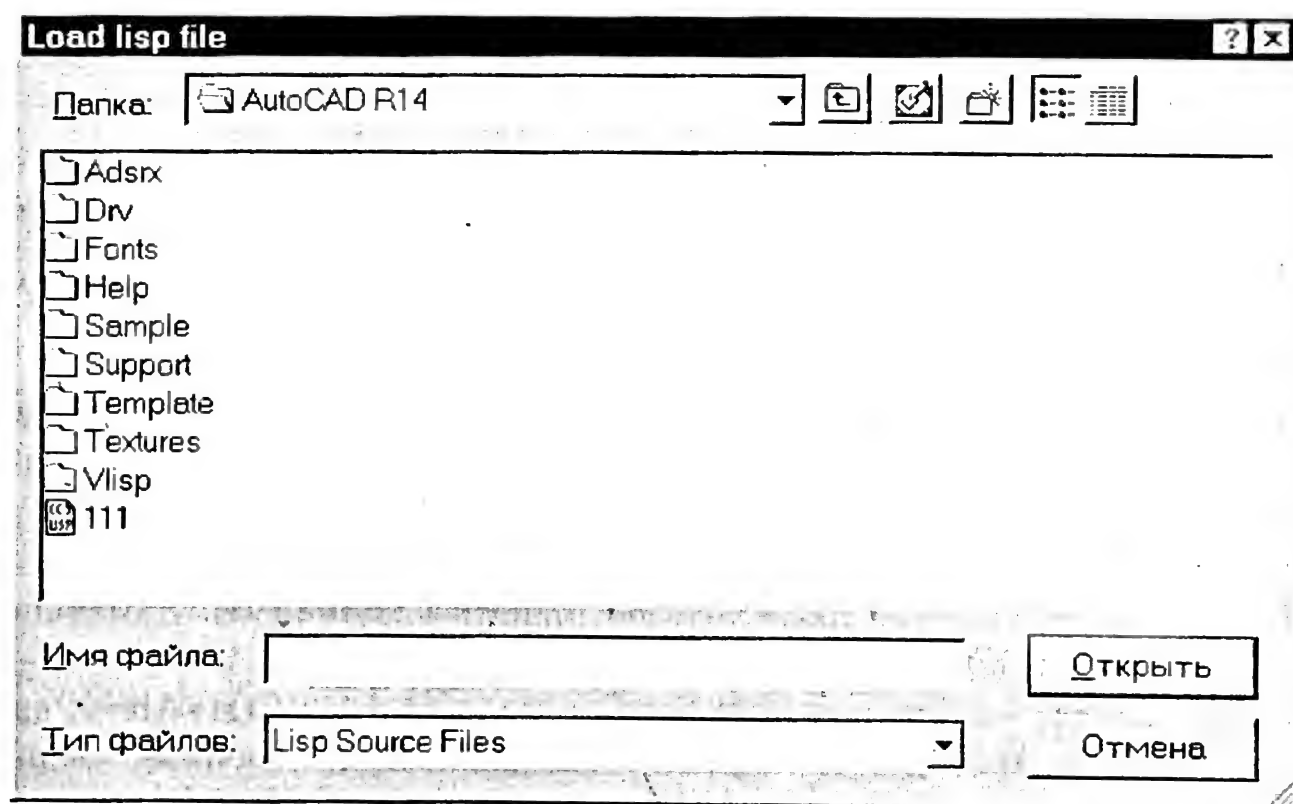 Load lisp file
Папка: AutoCAD R14
Adsrx
Drv
Fonts
Help
Sample
Support
Template
Textures
Vlisp
111
Имя файла:
Открыть
Тип файлов: Lisp Source Files
Отмена